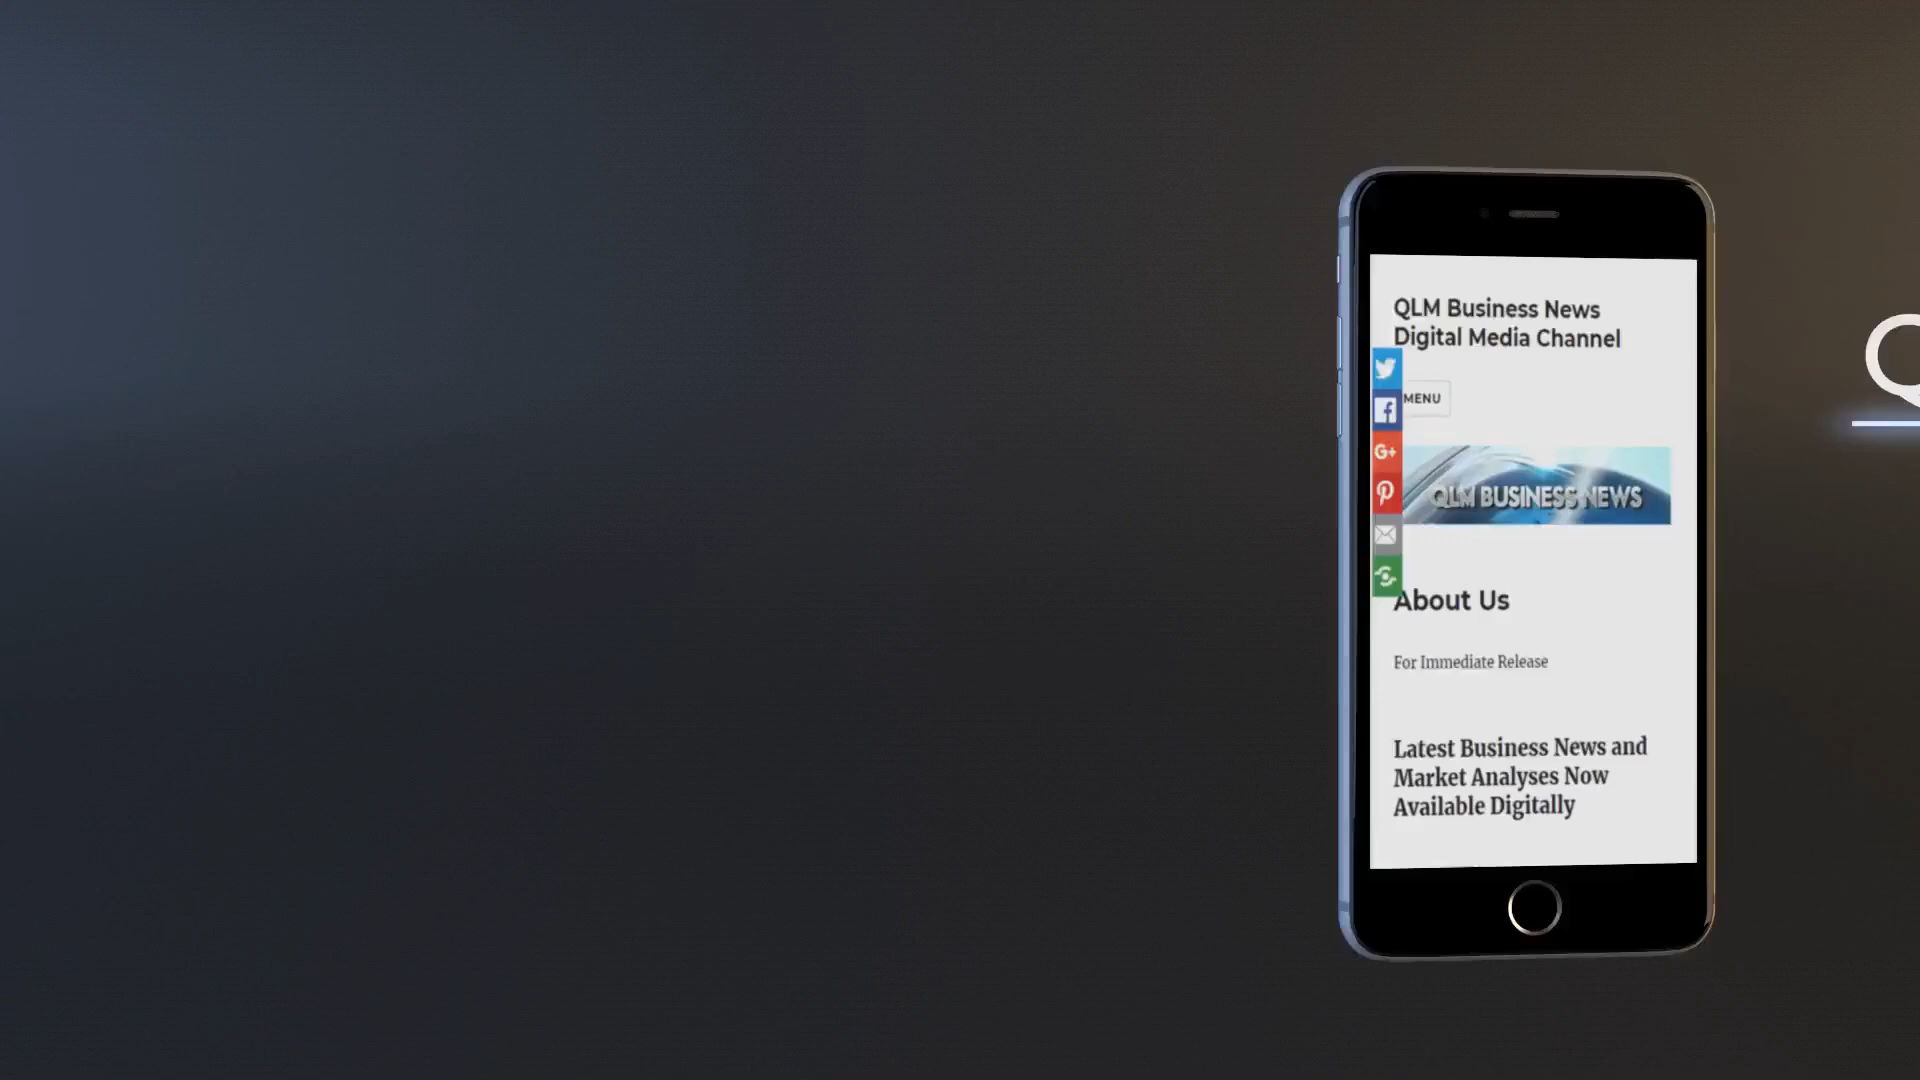 QLM Business News
Digital Media Channel
MENU
G+
QLM BUSINESS NEWS
About Us
For Immediate Release
Latest Business News and
Market Analyses Now
Available Digitally
Q